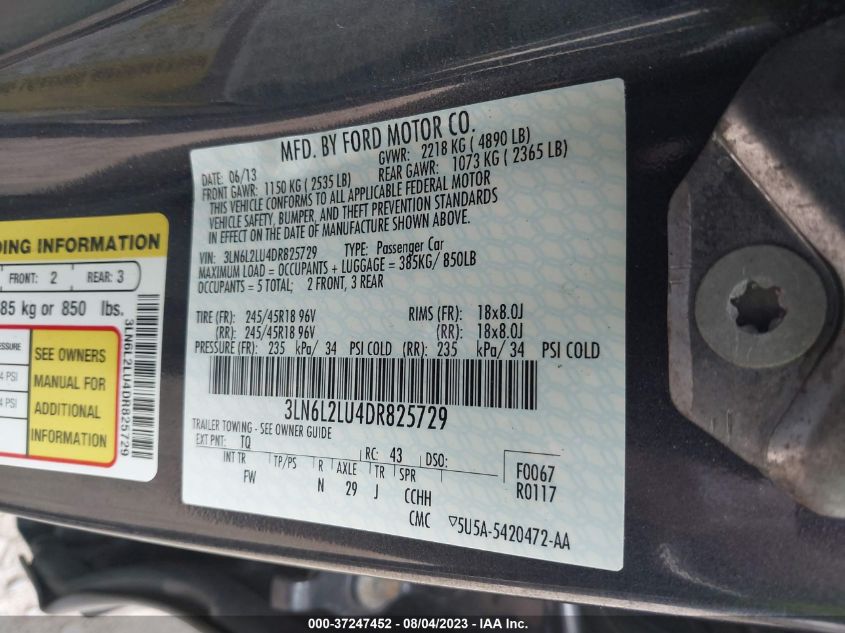 MFD. BY FORD MOTOR CO.
DATE: 06/13
GVWR: 2218 KG ( 4890 LB)
FRONT GAWR: 1150 KG ( 2535 LB)
REAR GAWR: 1073 KG ( 2365 LB)
THIS VEHICLE CONFORMS TO ALL APPLICABLE FEDERAL MOTOR
VEHICLE SAFETY, BUMPER, AND THEFT PREVENTION STANDARDS
IN EFFECT ON THE DATE OF MANUFACTURE SHOWN ABOVE.
VIN: 3LN6L2LU4DR825729 TYPE: Passenger Car
MAXIMUM LOAD = OCCUPANTS + LUGGAGE = 385KG/ 850LB
OCCUPANTS = 5 TOTAL; 2 FRONT, 3 REAR
TIRE (FR): 245/45R18 96V RIMS (FR): 18x8.0J
(RR): 245/45R18 96V (RR): 18x8.0J
PRESSURE (FR): 235 kPa/ 34 PSI COLD (RR): 235 kPa/ 34 PSI COLD
3LN6L2LU4DR825729
TRAILER TOWING - SEE OWNER GUIDE
EXT PNT: TQ RC: 43 DSO:
INT TR TP/PS R AXLE TR SPR
FW N 29 J CCHH
F0067
R0117
CMC ▽5U5A-5420472-AA
DING INFORMATION
FRONT: 2 REAR: 3
85 kg or 850 lbs.
ESSURE
4 PSI
4 PSI
SEE OWNERS
MANUAL FOR
ADDITIONAL
INFORMATION
3LN6L2LU4DR825729
000-37247452 - 08/04/2023 - IAA Inc.